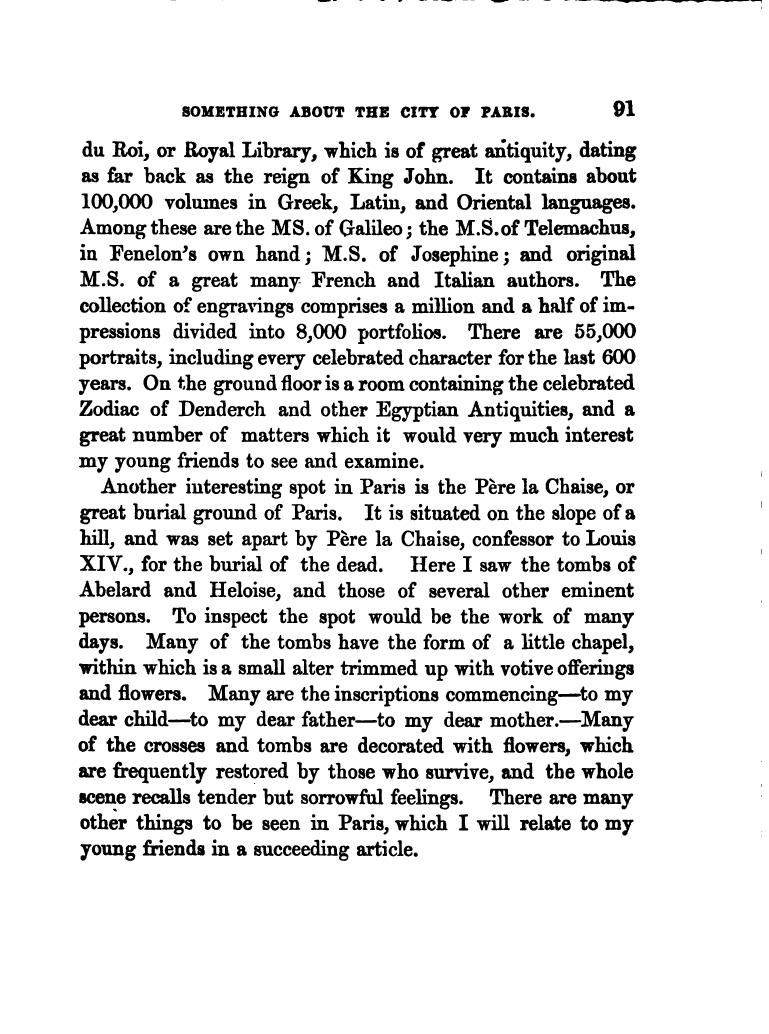 SOMETHING ABOUT THE CITY OF PARIS. 91
du Roi, or Royal Library, which is of great antiquity, dating
as far back as the reign of King John. It contains about
100,000 volumes in Greek, Latin, and Oriental languages.
Among these are the MS. of Galileo; the M.S. of Telemachus,
in Fenelon's own hand; M.S. of Josephine; and original
M.S. of a great many French and Italian authors. The
collection of engravings comprises a million and a half of im-
pressions divided into 8,000 portfolios. There are 55,000
portraits, including every celebrated character for the last 600
years. On the ground floor is a room containing the celebrated
Zodiac of Denderch and other Egyptian Antiquities, and a
great number of matters which it would very much interest
my young friends to see and examine.
Another interesting spot in Paris is the Père la Chaise, or
great burial ground of Paris. It is situated on the slope of a
hill, and was set apart by Père la Chaise, confessor to Louis
XIV., for the burial of the dead. Here I saw the tombs of
Abelard and Heloise, and those of several other eminent
persons. To inspect the spot would be the work of many
days. Many of the tombs have the form of a little chapel,
within which is a small alter trimmed up with votive offerings
and flowers. Many are the inscriptions commencing—to my
dear child—to my dear father—to my dear mother.—Many
of the crosses and tombs are decorated with flowers, which
are frequently restored by those who survive, and the whole
scene recalls tender but sorrowful feelings. There are many
other things to be seen in Paris, which I will relate to my
young friends in a succeeding article.